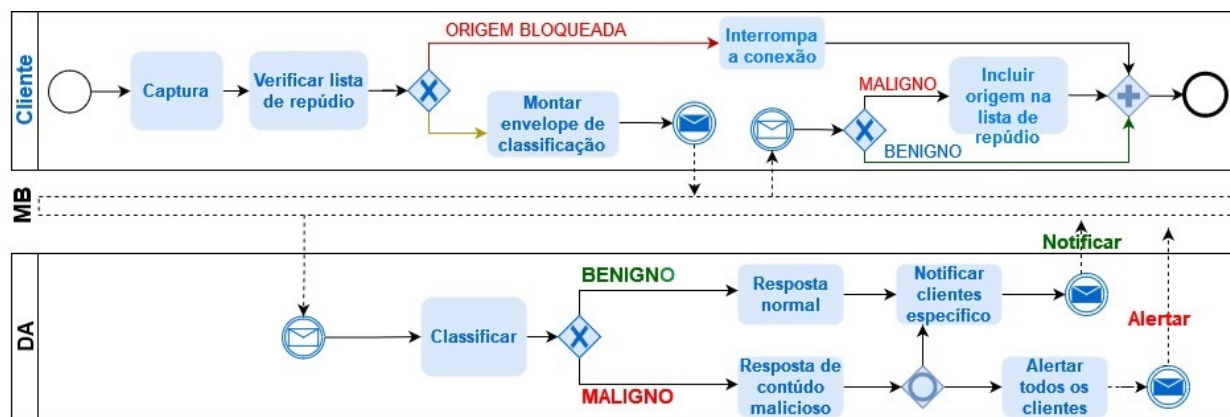 Cliente
Captura
Verificar lista
de repúdio
ORIGEM BLOQUEADA
Interrompa
a conexão
Montar
envelope de
classificação
MALIGNO
BENIGNO
Incluir
origem na
lista de
repúdio
MB
DA
Classificar
BENIGNO
MALIGNO
Resposta
normal
Notificar
clientes
específico
Notificar
Resposta de
contúdo
malicioso
Alertar
todos os
clientes
Alertar